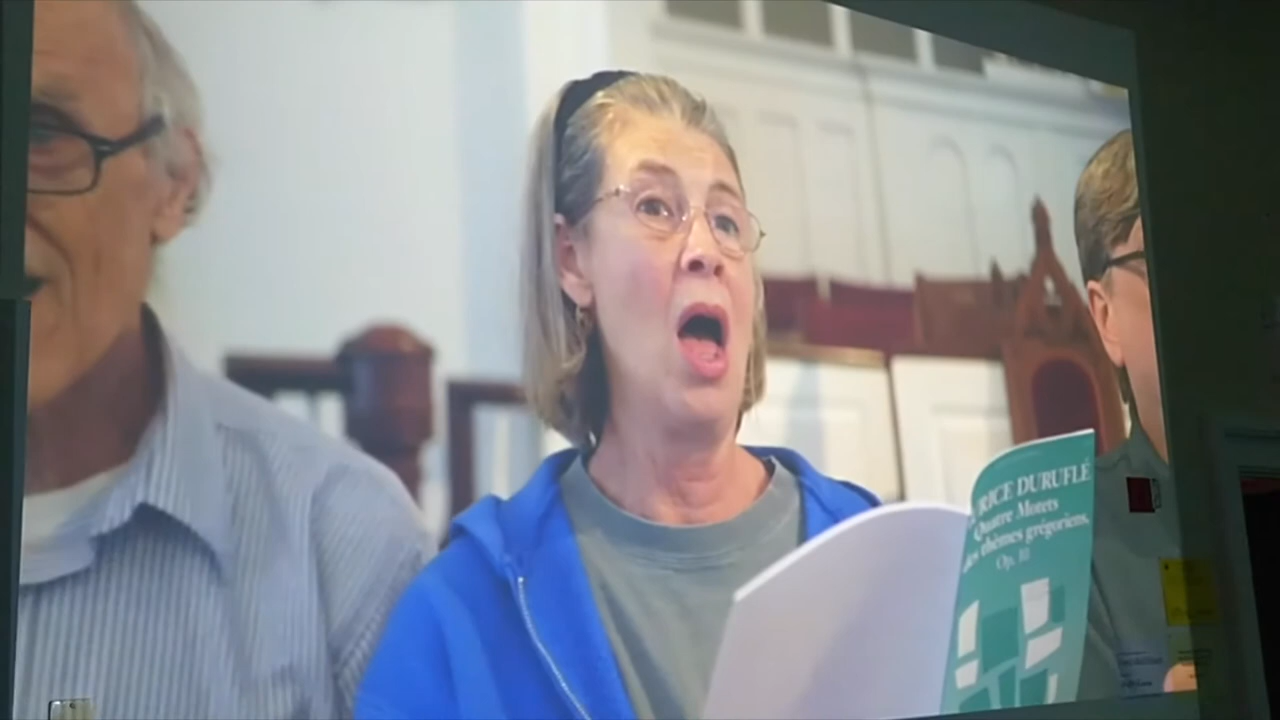 RICE DURUFLÉ
Quatre Motets
des thèmes grégoriens,
Op. 10